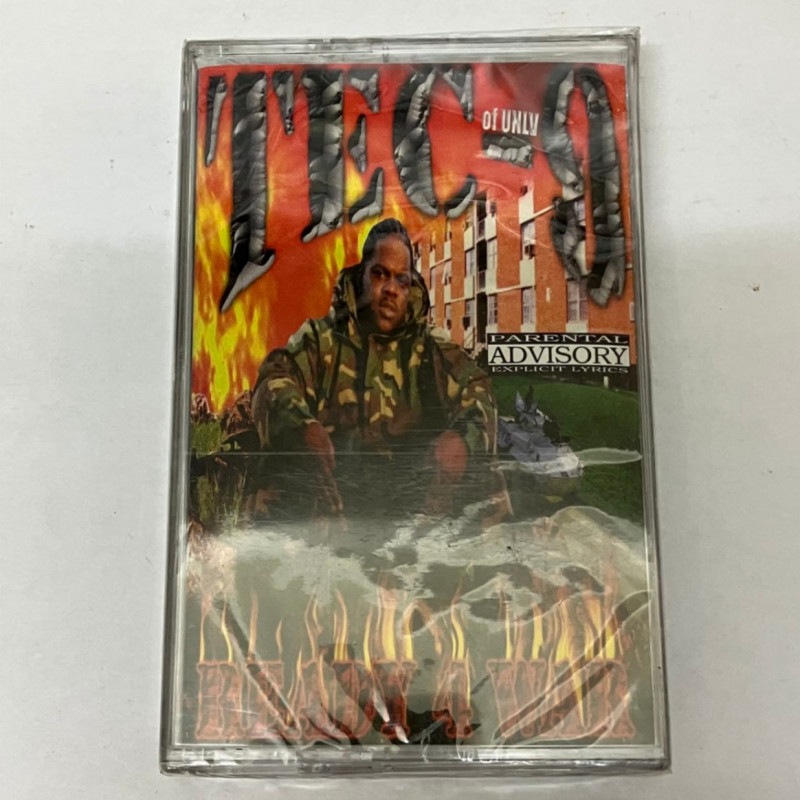 TEC-9
of UNLV
PARENTAL
ADVISORY
EXPLICIT LYRICS
READY 4 WAR